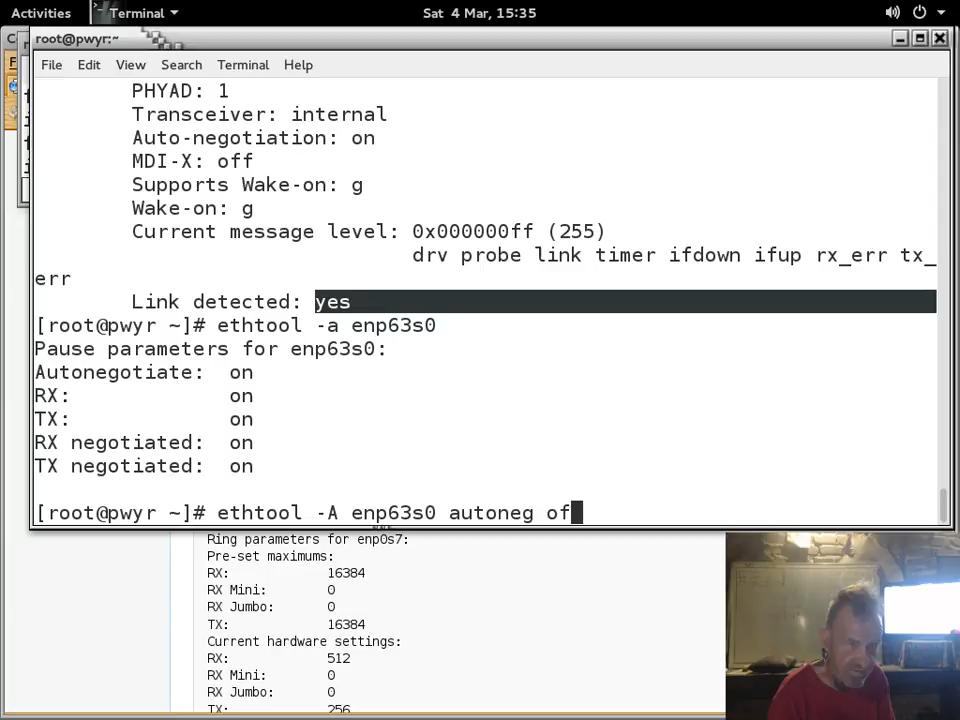 Activities Terminal Sat 4 Mar, 15:35
root@pwyr:~
File Edit View Search Terminal Help
PHYAD: 1
Transceiver: internal
Auto-negotiation: on
MDI-X: off
Supports Wake-on: g
Wake-on: g
Current message level: 0x000000ff (255)
drv probe link timer ifdown ifup rx_err tx_
err
Link detected: yes
[root@pwyr ~]# ethtool -a enp63s0
Pause parameters for enp63s0:
Autonegotiate: on
RX: on
TX: on
RX negotiated: on
TX negotiated: on
[root@pwyr ~]# ethtool -A enp63s0 autoneg of
Ring parameters for enp0s7:
Pre-set maximums:
RX: 16384
RX Mini: 0
RX Jumbo: 0
TX: 16384
Current hardware settings:
RX: 512
RX Mini: 0
RX Jumbo: 0
TX: 256